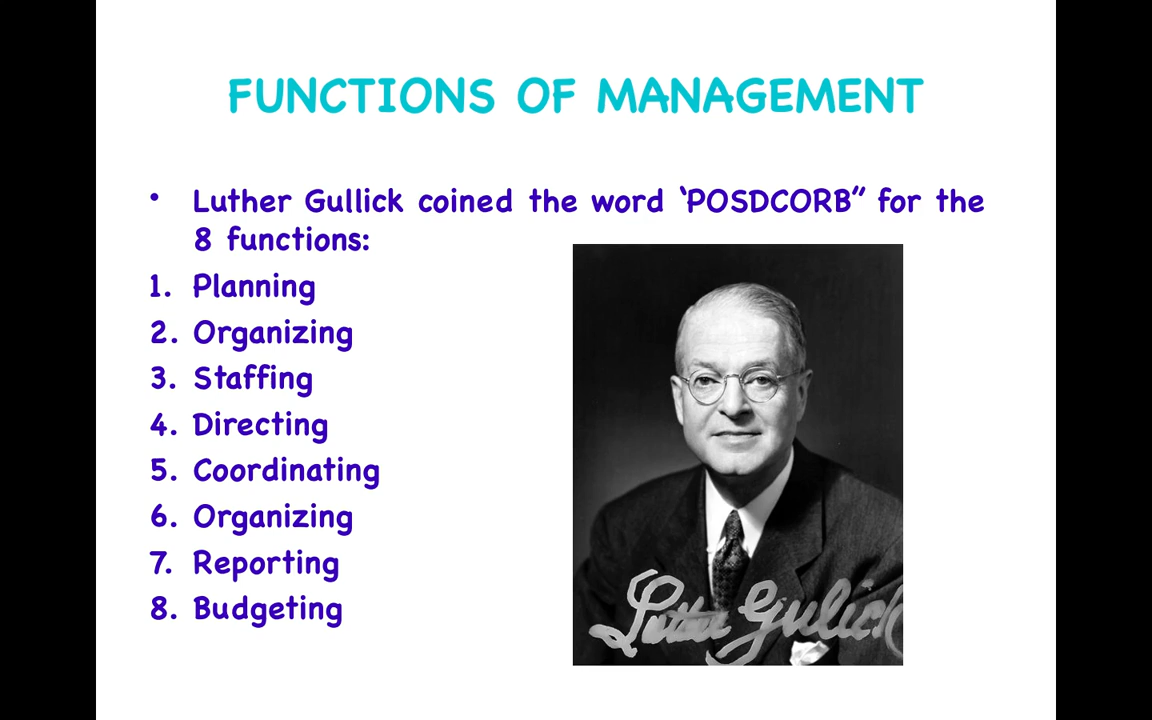 FUNCTIONS OF MANAGEMENT
• Luther Gullick coined the word ‘POSDCORB” for the
8 functions:
1. Planning
2. Organizing
3. Staffing
4. Directing
5. Coordinating
6. Organizing
7. Reporting
8. Budgeting
Luther Gulick